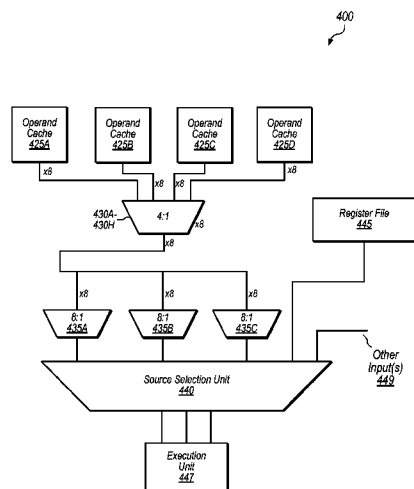 400
Operand
Cache
425A
Operand
Cache
425B
Operand
Cache
425C
Operand
Cache
425D
x8
x8
x8
x8
430A-
430H
4:1
x8
x8
Register File
445
x8
x8
x8
8:1
435A
8:1
435B
8:1
435C
Source Selection Unit
440
Other
Input(s)
449
Execution
Unit
447